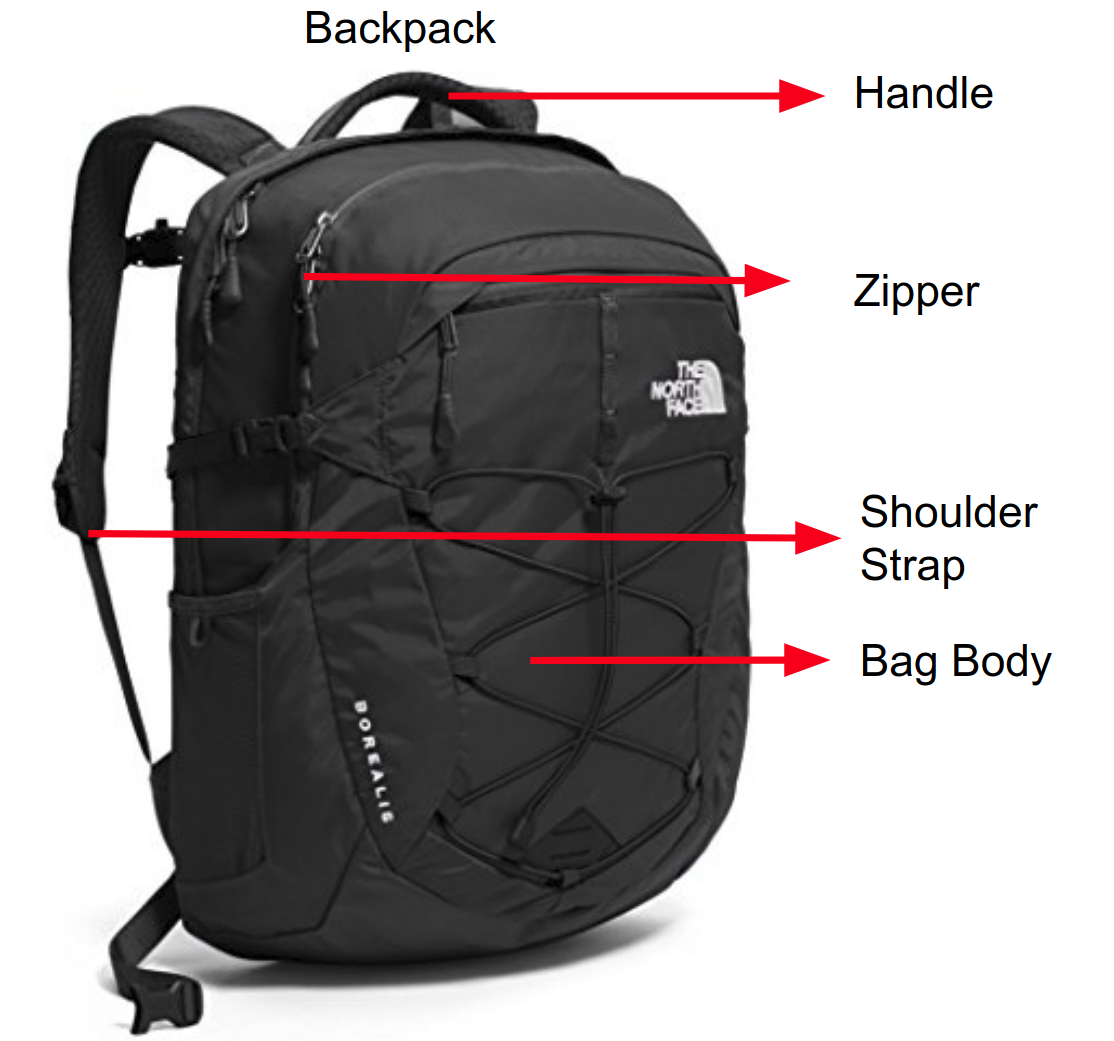 Backpack
Handle
Zipper
THE
NORTH
FACE
Shoulder
Strap
Bag Body
BOREALIS